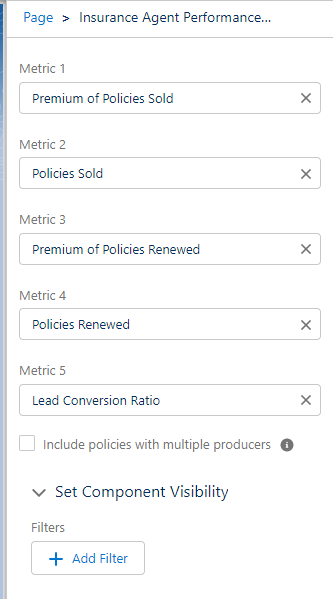 Page > Insurance Agent Performance...
Metric 1
Premium of Policies Sold
Metric 2
Policies Sold
Metric 3
Premium of Policies Renewed
Metric 4
Policies Renewed
Metric 5
Lead Conversion Ratio
Include policies with multiple producers
Set Component Visibility
Filters
Add Filter